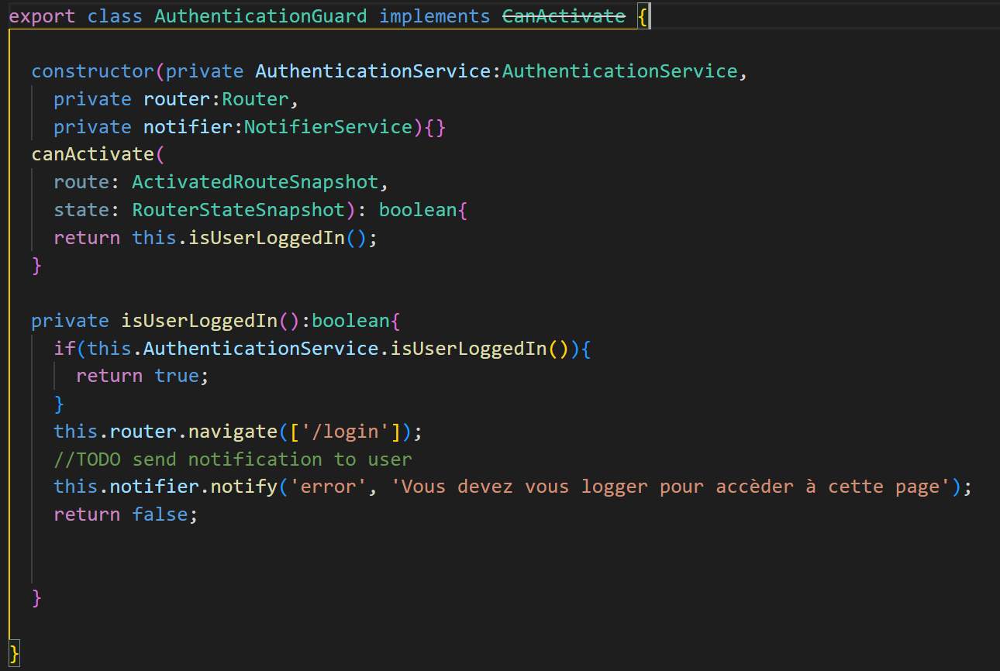 export class AuthenticationGuard implements CanActivate {
constructor(private AuthenticationService:AuthenticationService,
private router:Router,
private notifier:NotifierService){}
canActivate(
route: ActivatedRouteSnapshot,
state: RouterStateSnapshot): boolean{
return this.isUserLoggedIn();
}
private isUserLoggedIn():boolean{
if(this.AuthenticationService.isUserLoggedIn()){
return true;
}
this.router.navigate(['/login']);
//TODO send notification to user
this.notifier.notify('error', 'Vous devez vous logger pour accèder à cette page');
return false;
}
}